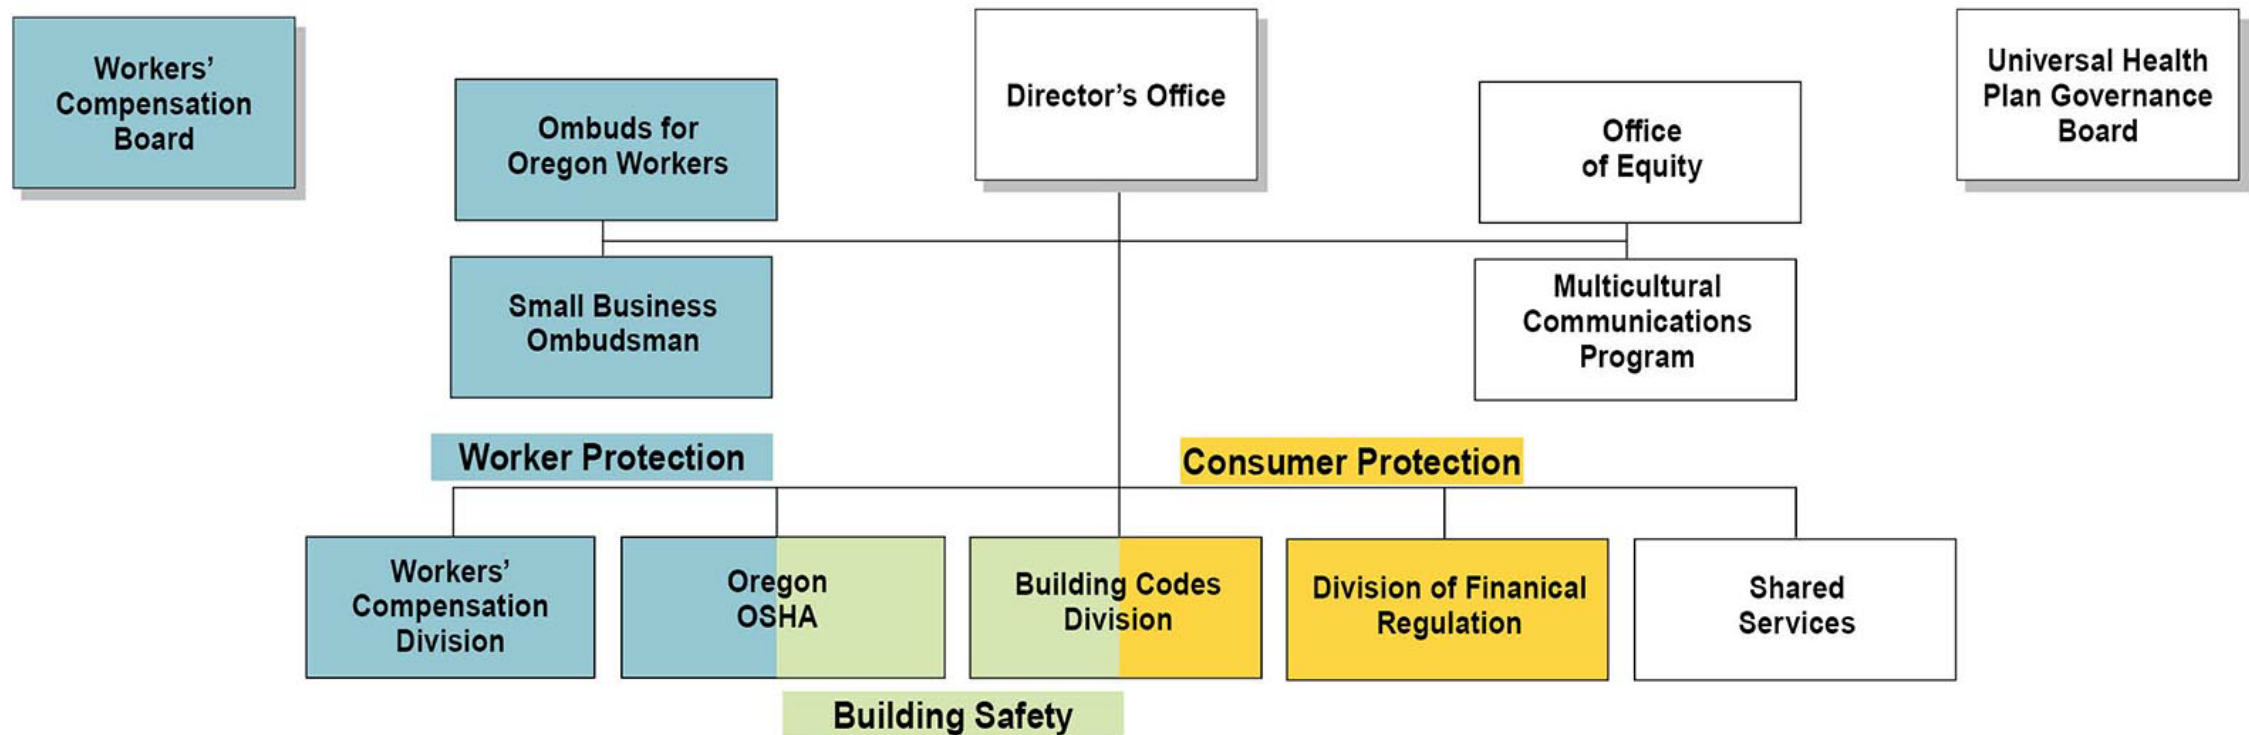 Workers’
Compensation
Board
Ombuds for
Oregon Workers
Director’s Office
Office
of Equity
Universal Health
Plan Governance
Board
Small Business
Ombudsman
Multicultural
Communications
Program
Worker Protection
Consumer Protection
Workers’
Compensation
Division
Oregon
OSHA
Building Codes
Division
Division of Finanical
Regulation
Shared
Services
Building Safety